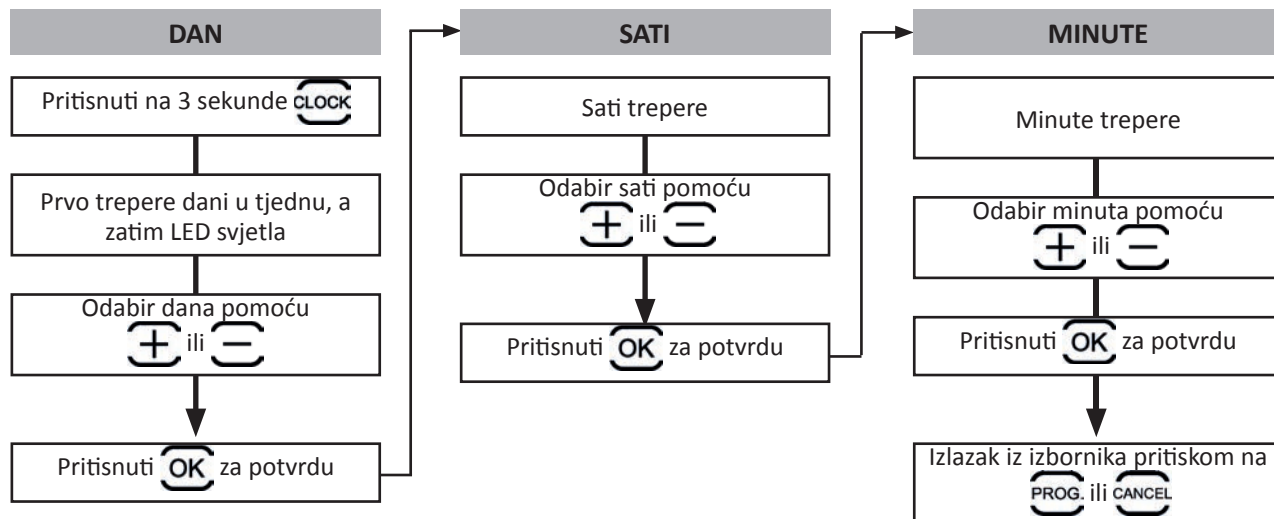 DAN
Pritisnuti na 3 sekunde CLOCK
Prvo trepere dani u tjednu, a
zatim LED svjetla
Odabir dana pomoću
+ ili −
Pritisnuti OK za potvrdu
SATI
Sati trepere
Odabir sati pomoću
+ ili −
Pritisnuti OK za potvrdu
MINUTE
Minute trepere
Odabir minuta pomoću
+ ili −
Pritisnuti OK za potvrdu
Izlazak iz izbornika pritiskom na
PROG. ili CANCEL